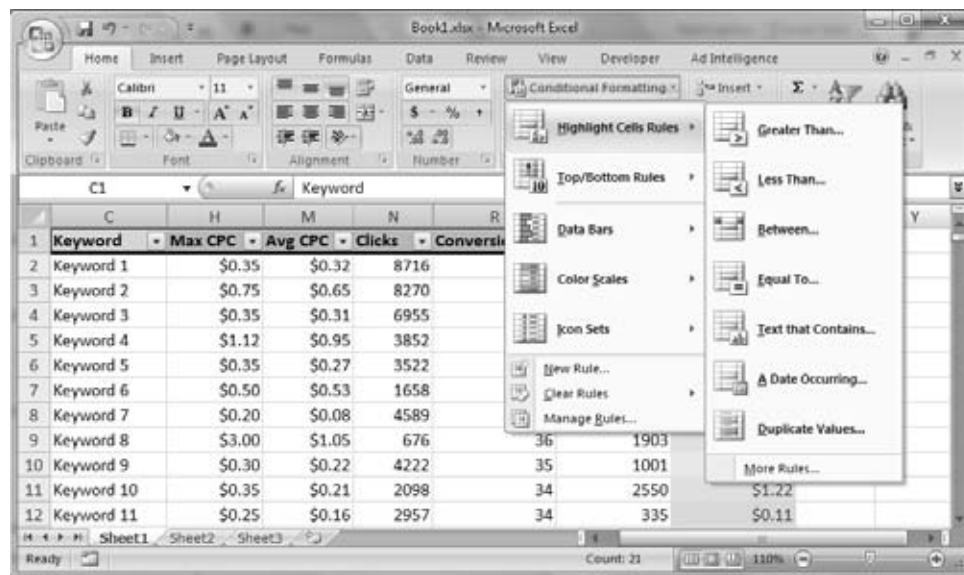 Book1.xlsx - Microsoft Excel
Home Insert Page Layout Formulas Data Review View Developer Ad Intelligence
Paste Calibri 11 General Conditional Formatting Insert Σ
B I U A A $ % ,
Clipboard Font Alignment Number
C1 fx Keyword
C H M N R Y
1 Keyword Max CPC Avg CPC Clicks
2 Keyword 1 $0.35 $0.32 8716
3 Keyword 2 $0.75 $0.65 8270
4 Keyword 3 $0.35 $0.31 6955
5 Keyword 4 $1.12 $0.95 3852
6 Keyword 5 $0.35 $0.27 3522
7 Keyword 6 $0.50 $0.53 1658
8 Keyword 7 $0.20 $0.08 4589
9 Keyword 8 $3.00 $1.05 676 36 1903
10 Keyword 9 $0.30 $0.22 4222 35 1001
11 Keyword 10 $0.35 $0.21 2098 34 2550 $1.22
12 Keyword 11 $0.25 $0.16 2957 34 335 $0.11
Highlight Cells Rules
Top/Bottom Rules
Data Bars
Color Scales
Icon Sets
New Rule...
Clear Rules
Manage Rules...
Greater Than...
Less Than...
Between...
Equal To...
Text that Contains...
A Date Occurring...
Duplicate Values...
More Rules...
Sheet1 Sheet2 Sheet3
Ready Count: 21 110%